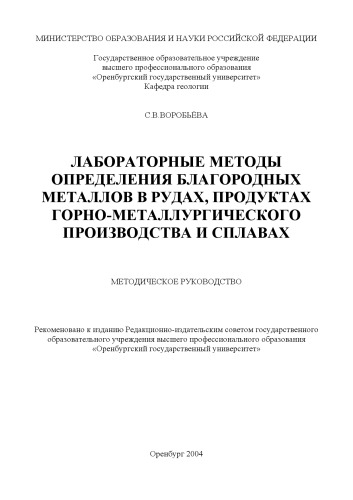 МИНИСТЕРСТВО ОБРАЗОВАНИЯ И НАУКИ РОССИЙСКОЙ ФЕДЕРАЦИИ
Государственное образовательное учреждение
высшего профессионального образования
«Оренбургский государственный университет»
Кафедра геологии
С.В.ВОРОБЬЁВА
ЛАБОРАТОРНЫЕ МЕТОДЫ
ОПРЕДЕЛЕНИЯ БЛАГОРОДНЫХ
МЕТАЛЛОВ В РУДАХ, ПРОДУКТАХ
ГОРНО-МЕТАЛЛУРГИЧЕСКОГО
ПРОИЗВОДСТВА И СПЛАВАХ
МЕТОДИЧЕСКОЕ РУКОВОДСТВО
Рекомендовано к изданию Редакционно-издательским советом государственного
образовательного учреждения высшего профессионального образования
«Оренбургский государственный университет»
Оренбург 2004